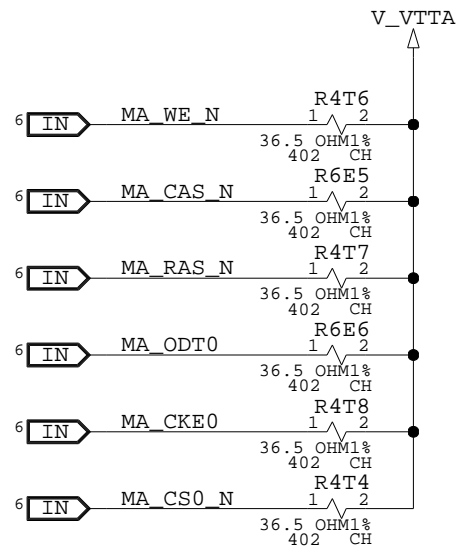 V_VTTA
R4T6
6 IN MA_WE_N 1 2
36.5 OHM1%
402 CH
R6E5
6 IN MA_CAS_N 1 2
36.5 OHM1%
402 CH
R4T7
6 IN MA_RAS_N 1 2
36.5 OHM1%
402 CH
R6E6
6 IN MA_ODT0 1 2
36.5 OHM1%
402 CH
R4T8
6 IN MA_CKE0 1 2
36.5 OHM1%
402 CH
R4T4
6 IN MA_CS0_N 1 2
36.5 OHM1%
402 CH